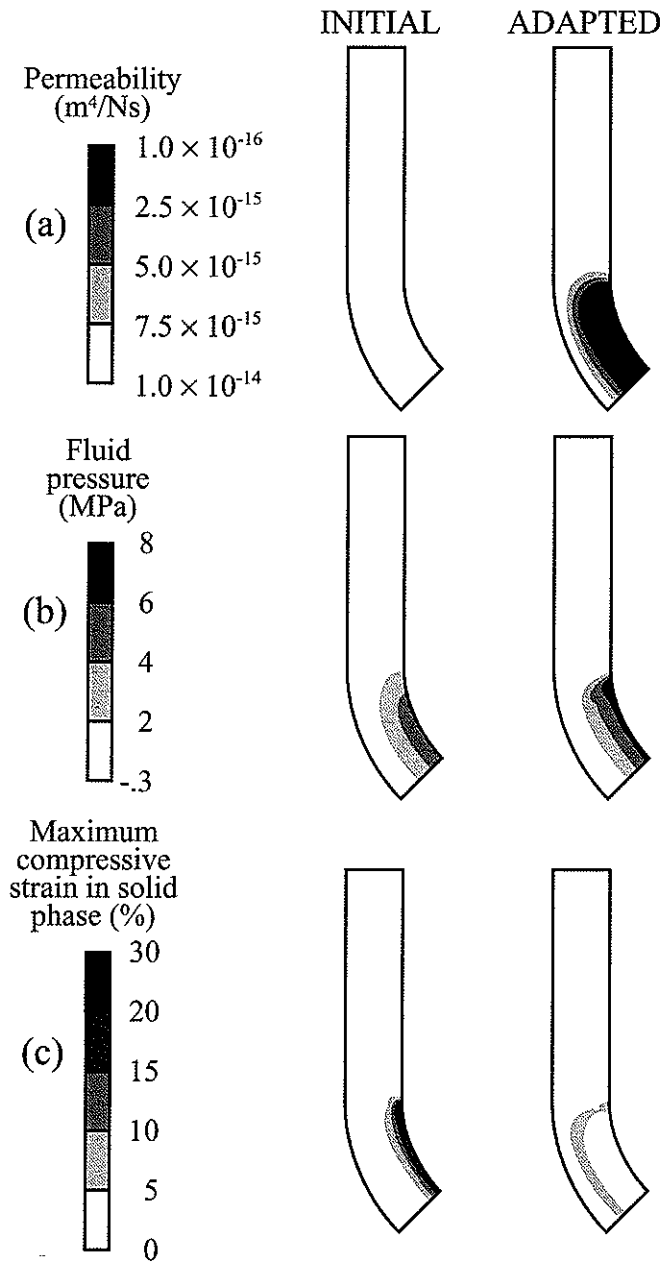 INITIAL ADAPTED
Permeability
(m⁴/Ns)
1.0 × 10⁻¹⁶
2.5 × 10⁻¹⁵
(a)
5.0 × 10⁻¹⁵
7.5 × 10⁻¹⁵
1.0 × 10⁻¹⁴
Fluid
pressure
(MPa)
8
6
(b)
4
2
-.3
Maximum
compressive
strain in solid
phase (%)
30
20
15
(c)
10
5
0